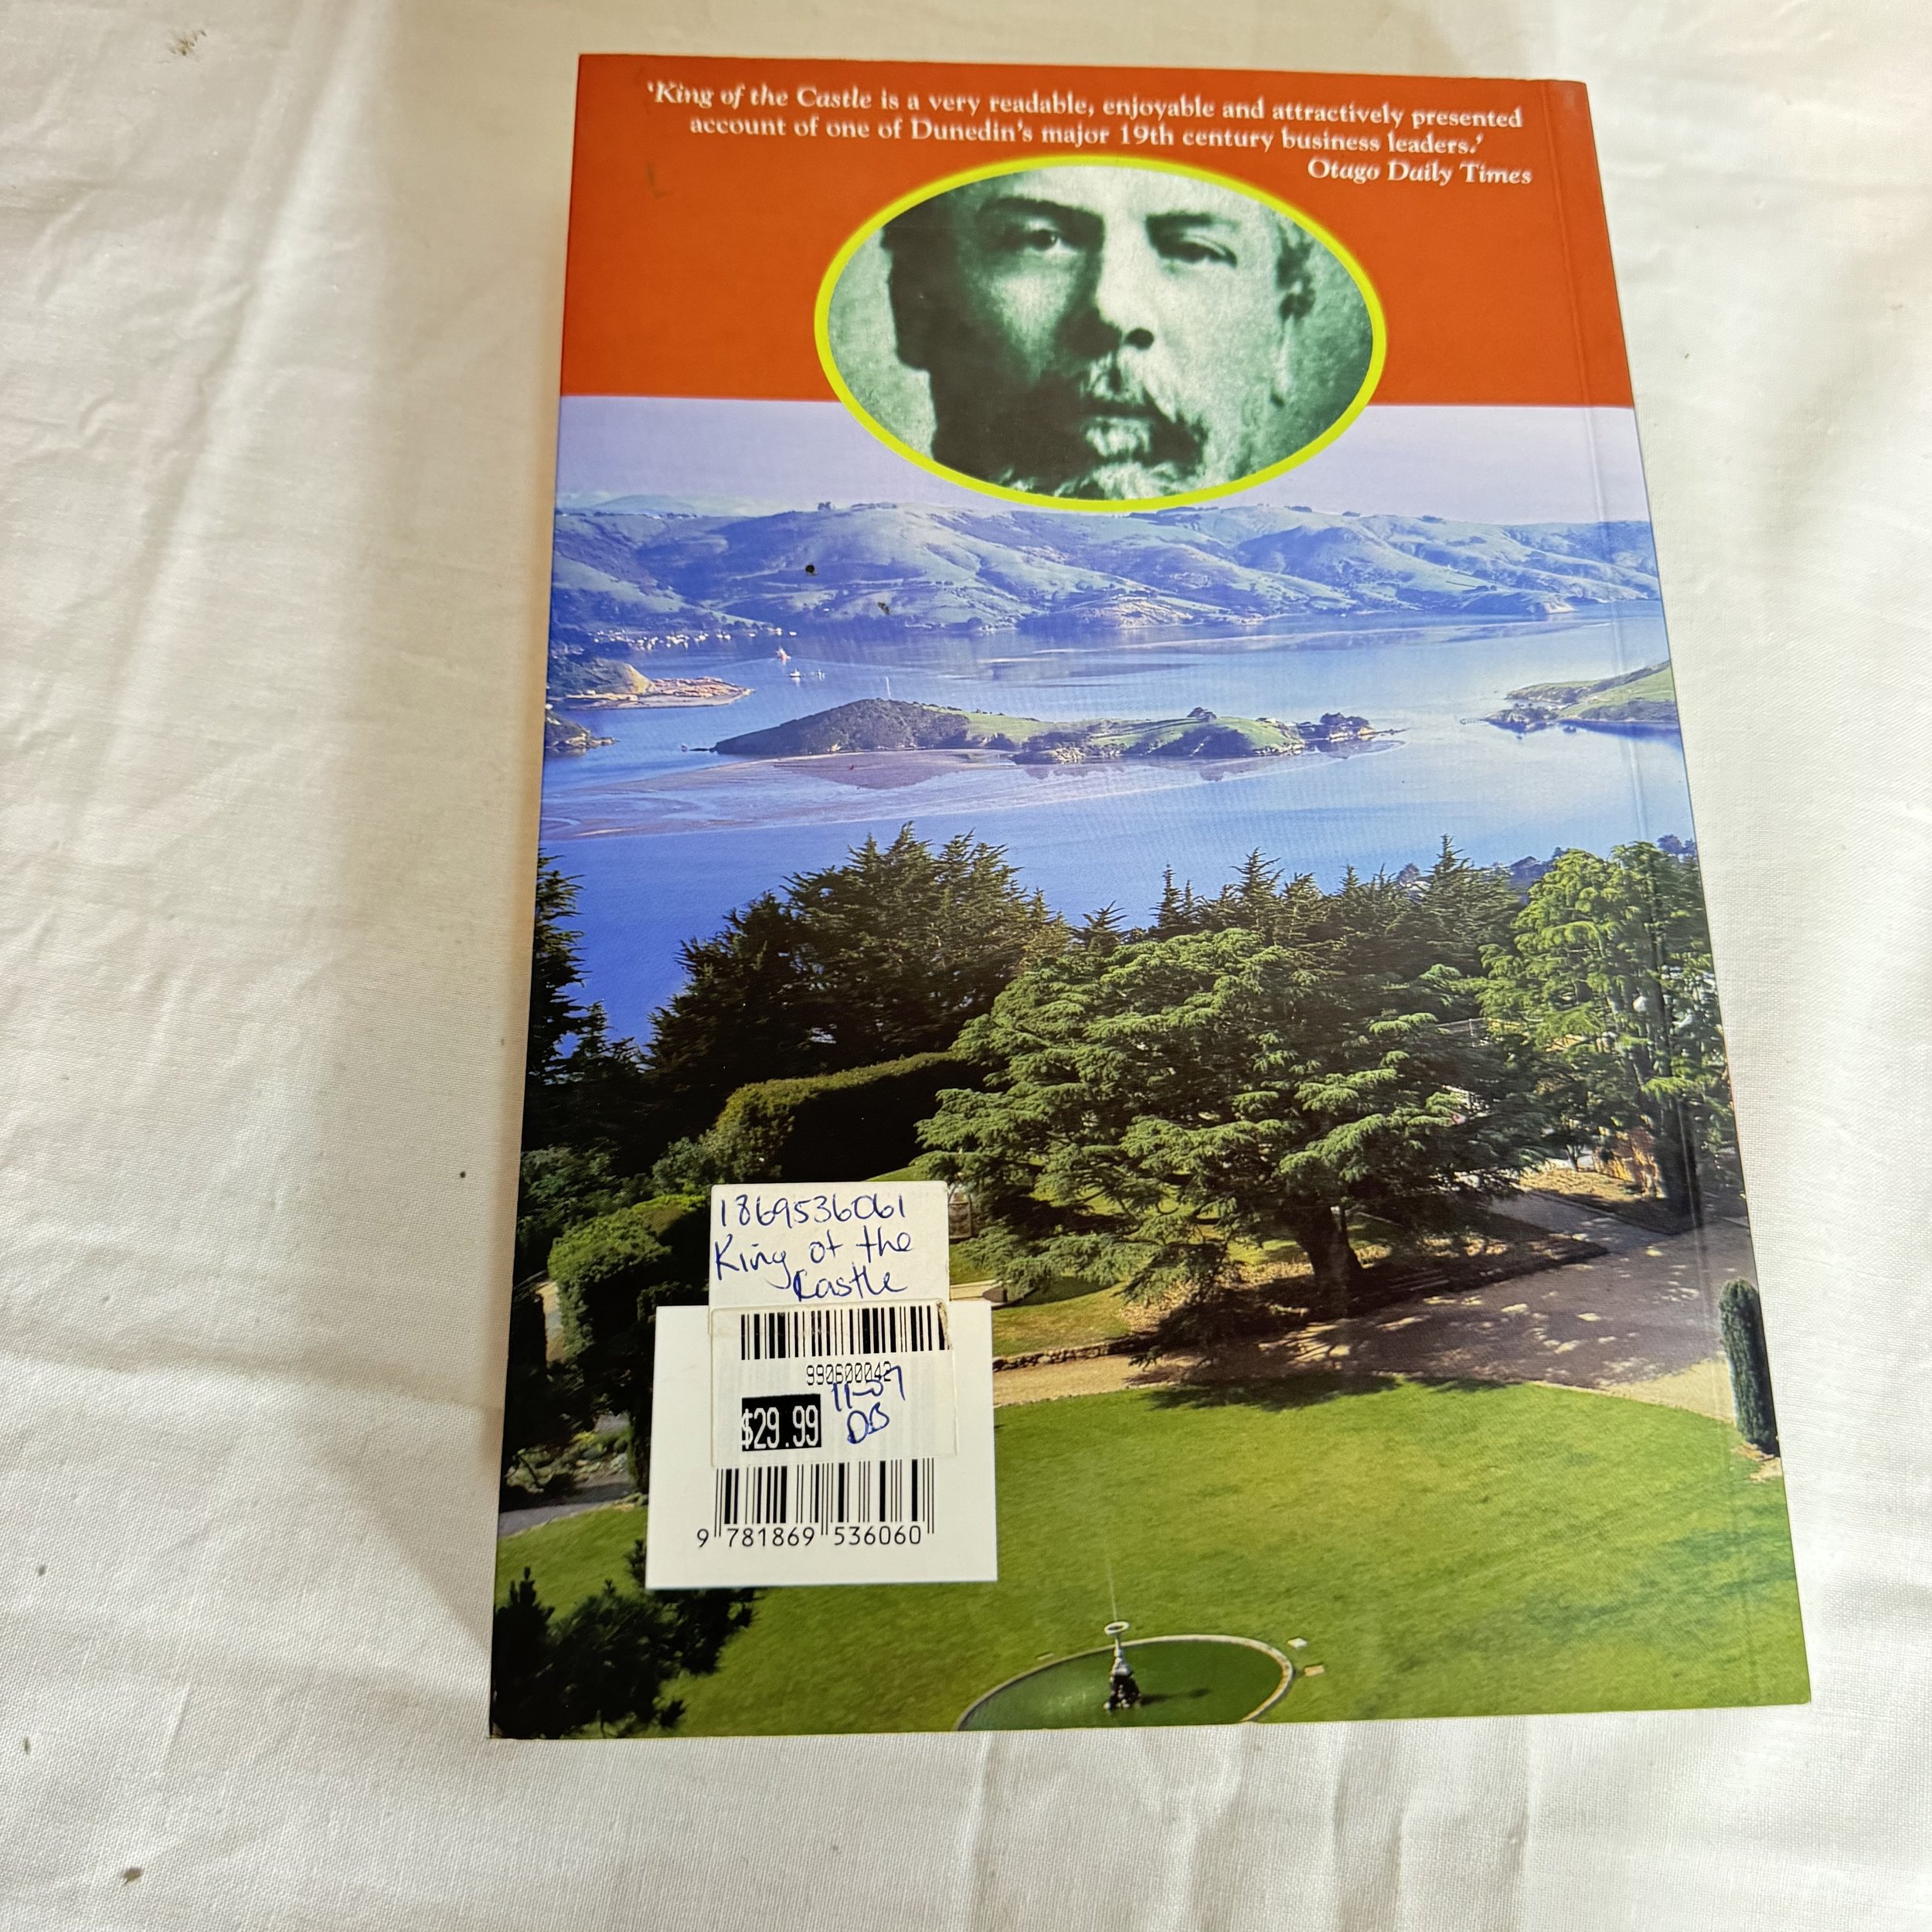 'King of the Castle is a very readable, enjoyable and attractively presented
account of one of Dunedin's major 19th century business leaders.'
Otago Daily Times
1869536061
King of the
Castle
990600042
11-07
$29.99
DB
9 781869 536060